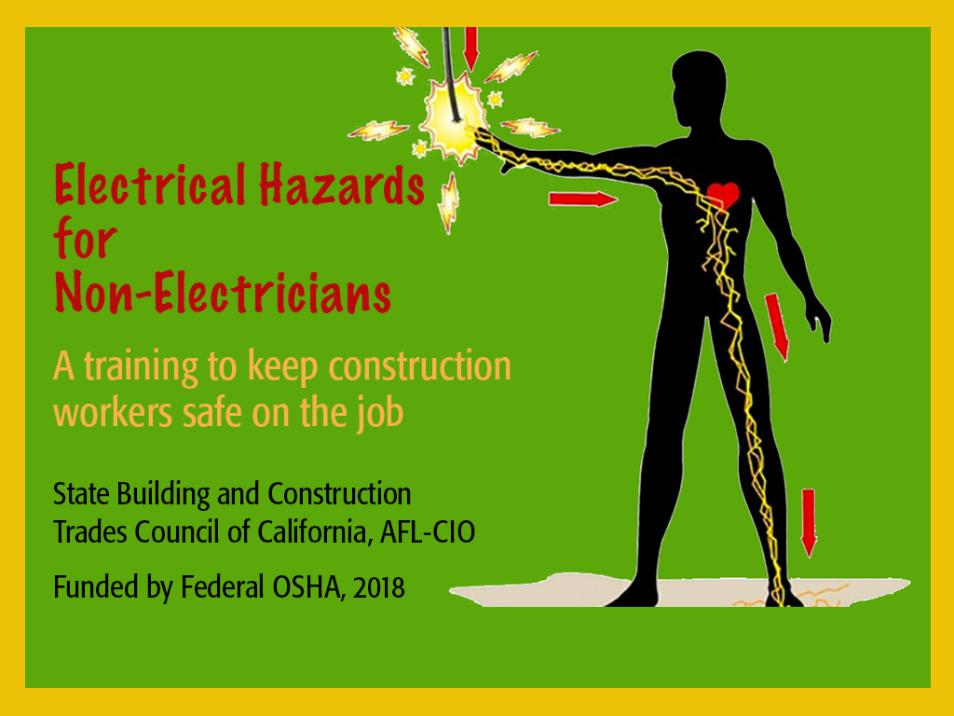 Electrical Hazards
for
Non-Electricians
A training to keep construction
workers safe on the job
State Building and Construction
Trades Council of California, AFL-CIO
Funded by Federal OSHA, 2018